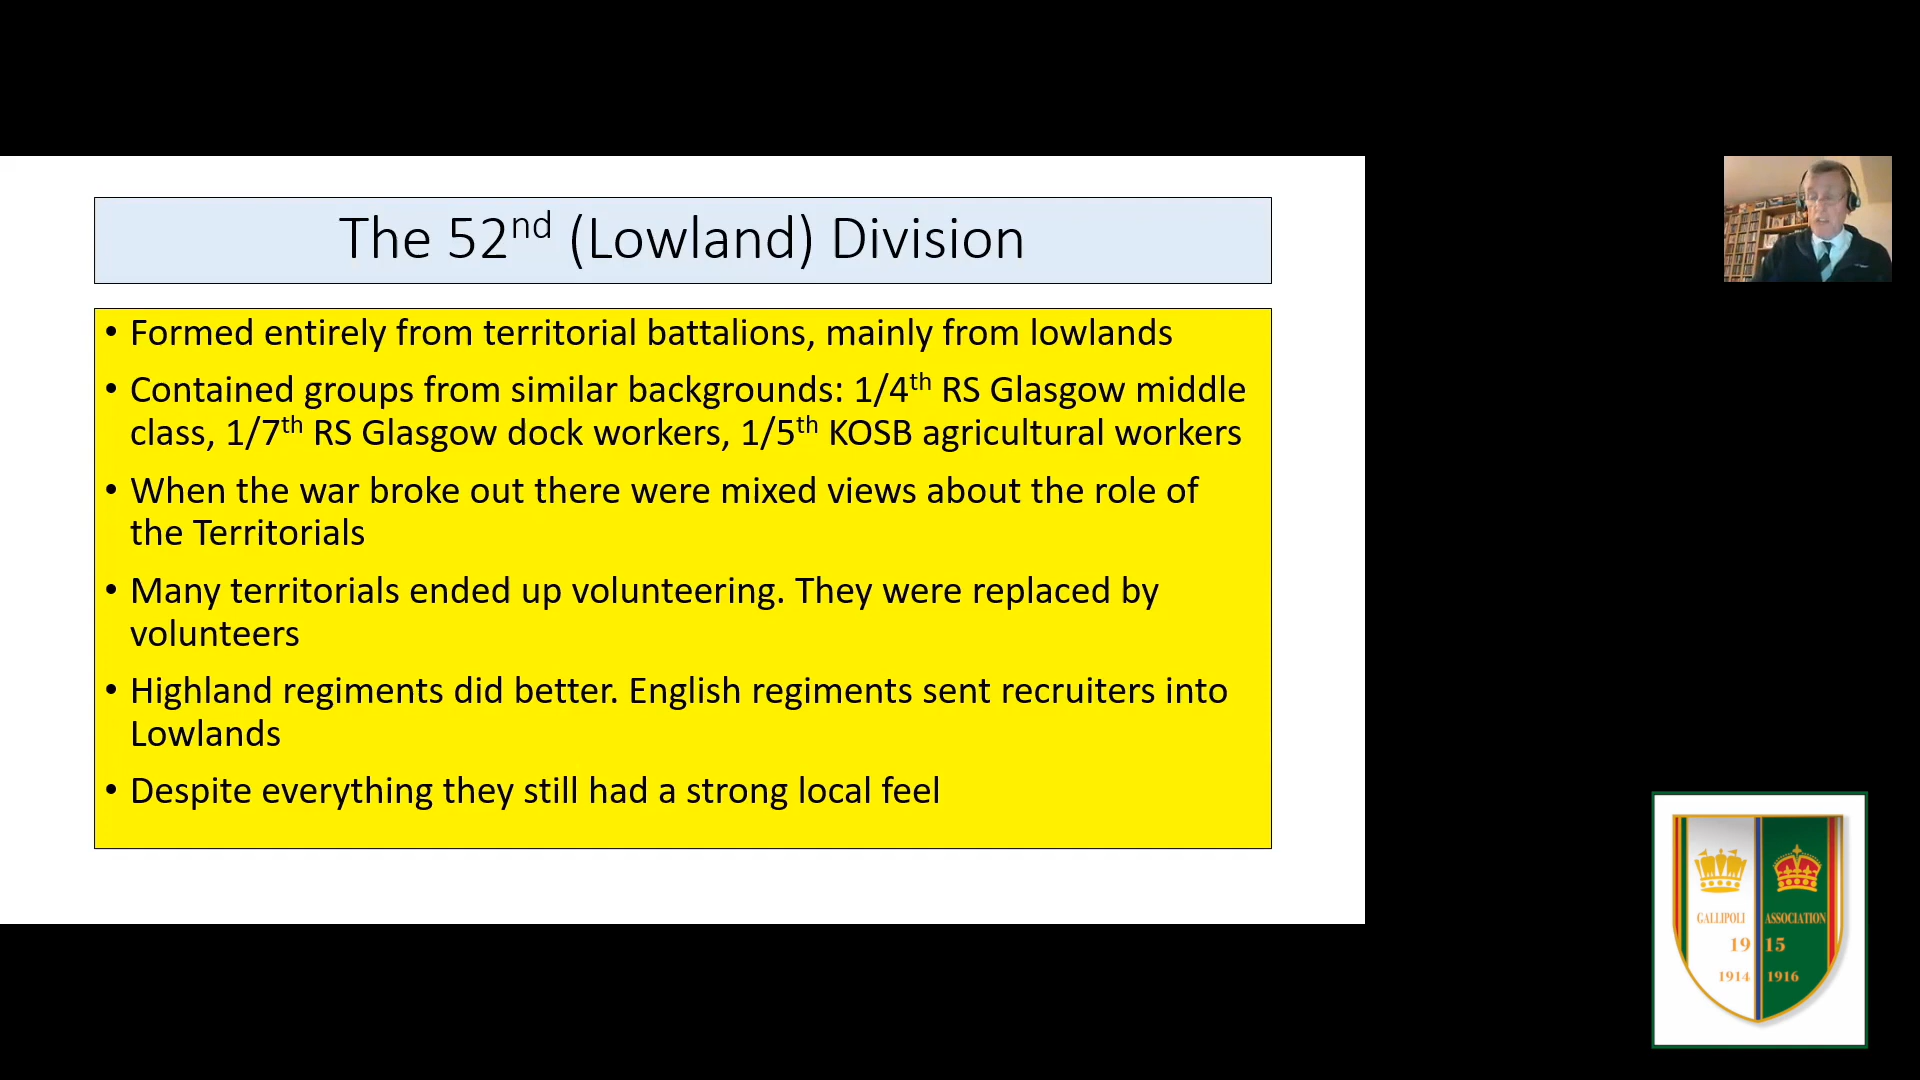 The 52nd (Lowland) Division
• Formed entirely from territorial battalions, mainly from lowlands
• Contained groups from similar backgrounds: 1/4th RS Glasgow middle
class, 1/7th RS Glasgow dock workers, 1/5th KOSB agricultural workers
• When the war broke out there were mixed views about the role of
the Territorials
• Many territorials ended up volunteering. They were replaced by
volunteers
• Highland regiments did better. English regiments sent recruiters into
Lowlands
• Despite everything they still had a strong local feel
GALLIPOLI ASSOCIATION
19 15
1914 1916